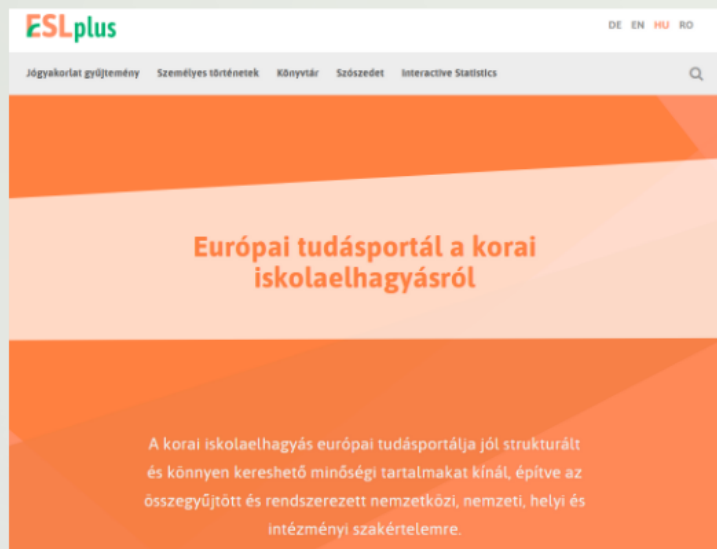 ESLplus
DE EN HU RO
Jógyakorlat gyűjtemény Személyes történetek Könyvtár Szószedet Interactive Statistics
Európai tudásportál a korai
iskolaelhagyásról
A korai iskolaelhagyás európai tudásportálja jól strukturált
és könnyen kereshető minőségi tartalmakat kínál, építve az
összegyűjtött és rendszerezett nemzetközi, nemzeti, helyi és
intézményi szakértelemre.